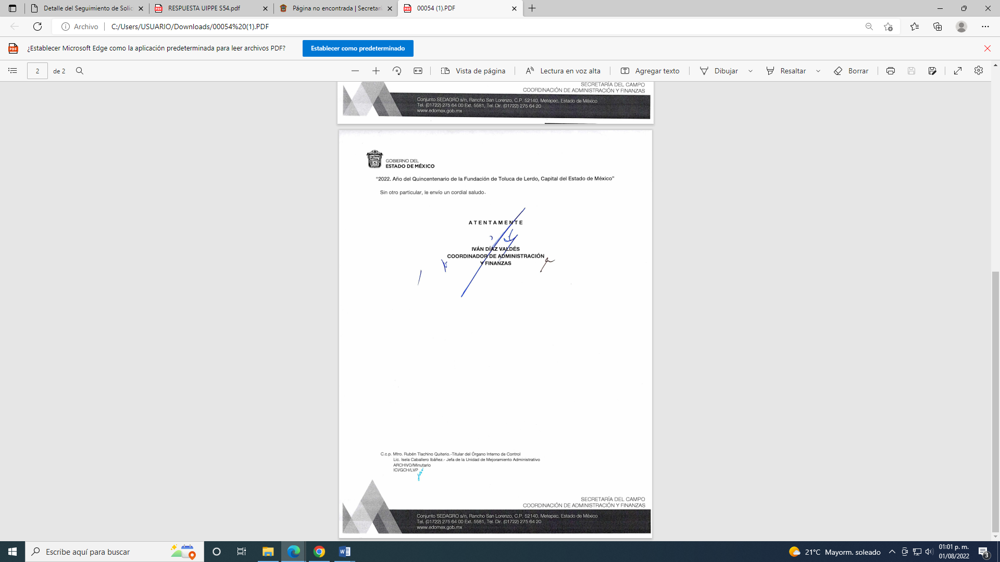 Detalle del Seguimiento de Solic
RESPUESTA UIPPE S54.pdf
Página no encontrada | Secretarí
00054 (1).PDF
Archivo
C:/Users/USUARIO/Downloads/00054%20(1).PDF
¿Establecer Microsoft Edge como la aplicación predeterminada para leer archivos PDF?
Establecer como predeterminado
2 de 2
Vista de página
Lectura en voz alta
Agregar texto
Dibujar
Resaltar
Borrar
SECRETARÍA DEL CAMPO
COORDINACIÓN DE ADMINISTRACIÓN Y FINANZAS
Conjunto SEDAGRO s/n, Rancho San Lorenzo, C.P. 52140, Metepec, Estado de México
Tel. (01722) 275 64 00 Ext. 5581, Tel. Dir. (01722) 275 64 20
www.edomex.gob.mx
GOBIERNO DEL
ESTADO DE MÉXICO
“2022. Año del Quincentenario de la Fundación de Toluca de Lerdo, Capital del Estado de México”
Sin otro particular, le envío un cordial saludo.
A T E N T A M E N T E
IVÁN DÍAZ VALDÉS
COORDINADOR DE ADMINISTRACIÓN
Y FINANZAS
C.c.p. Mtro. Rubén Tlachino Quiterio.-Titular del Órgano Interno de Control
Lic. Isela Caballero Ibáñez.- Jefa de la Unidad de Mejoramiento Administrativo
ARCHIVO/Minutario
ICI/GCH/LVP
SECRETARÍA DEL CAMPO
COORDINACIÓN DE ADMINISTRACIÓN Y FINANZAS
Conjunto SEDAGRO s/n, Rancho San Lorenzo, C.P. 52140, Metepec, Estado de México
Tel. (01722) 275 64 00 Ext. 5581, Tel. Dir. (01722) 275 64 20
www.edomex.gob.mx
Escribe aquí para buscar
21°C Mayorm. soleado
01:01 p. m.
01/08/2022
3